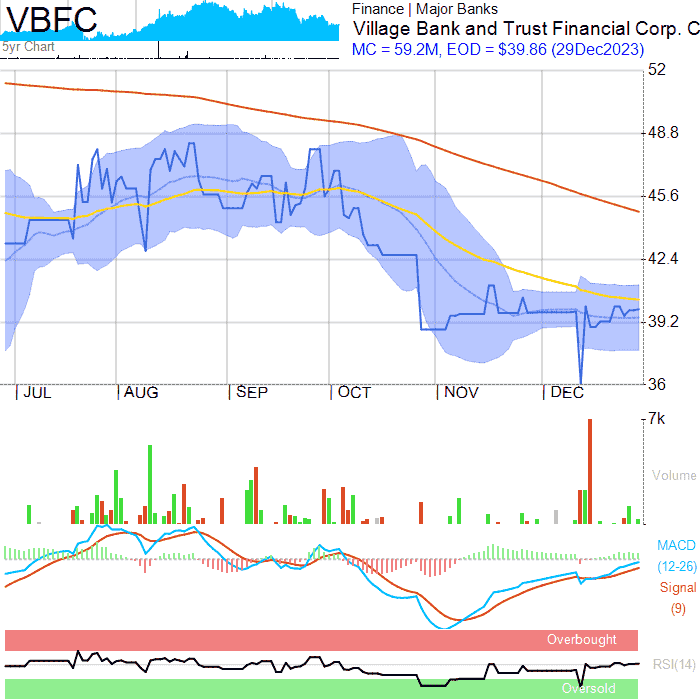 VBFC
5yr Chart
Finance | Major Banks
Village Bank and Trust Financial Corp. C
MC = 59.2M, EOD = $39.86 (29Dec2023)
52
48.8
45.6
42.4
39.2
36
JUL AUG SEP OCT NOV DEC
7k
Volume
MACD
(12-26)
Signal
(9)
Overbought
RSI(14)
Oversold